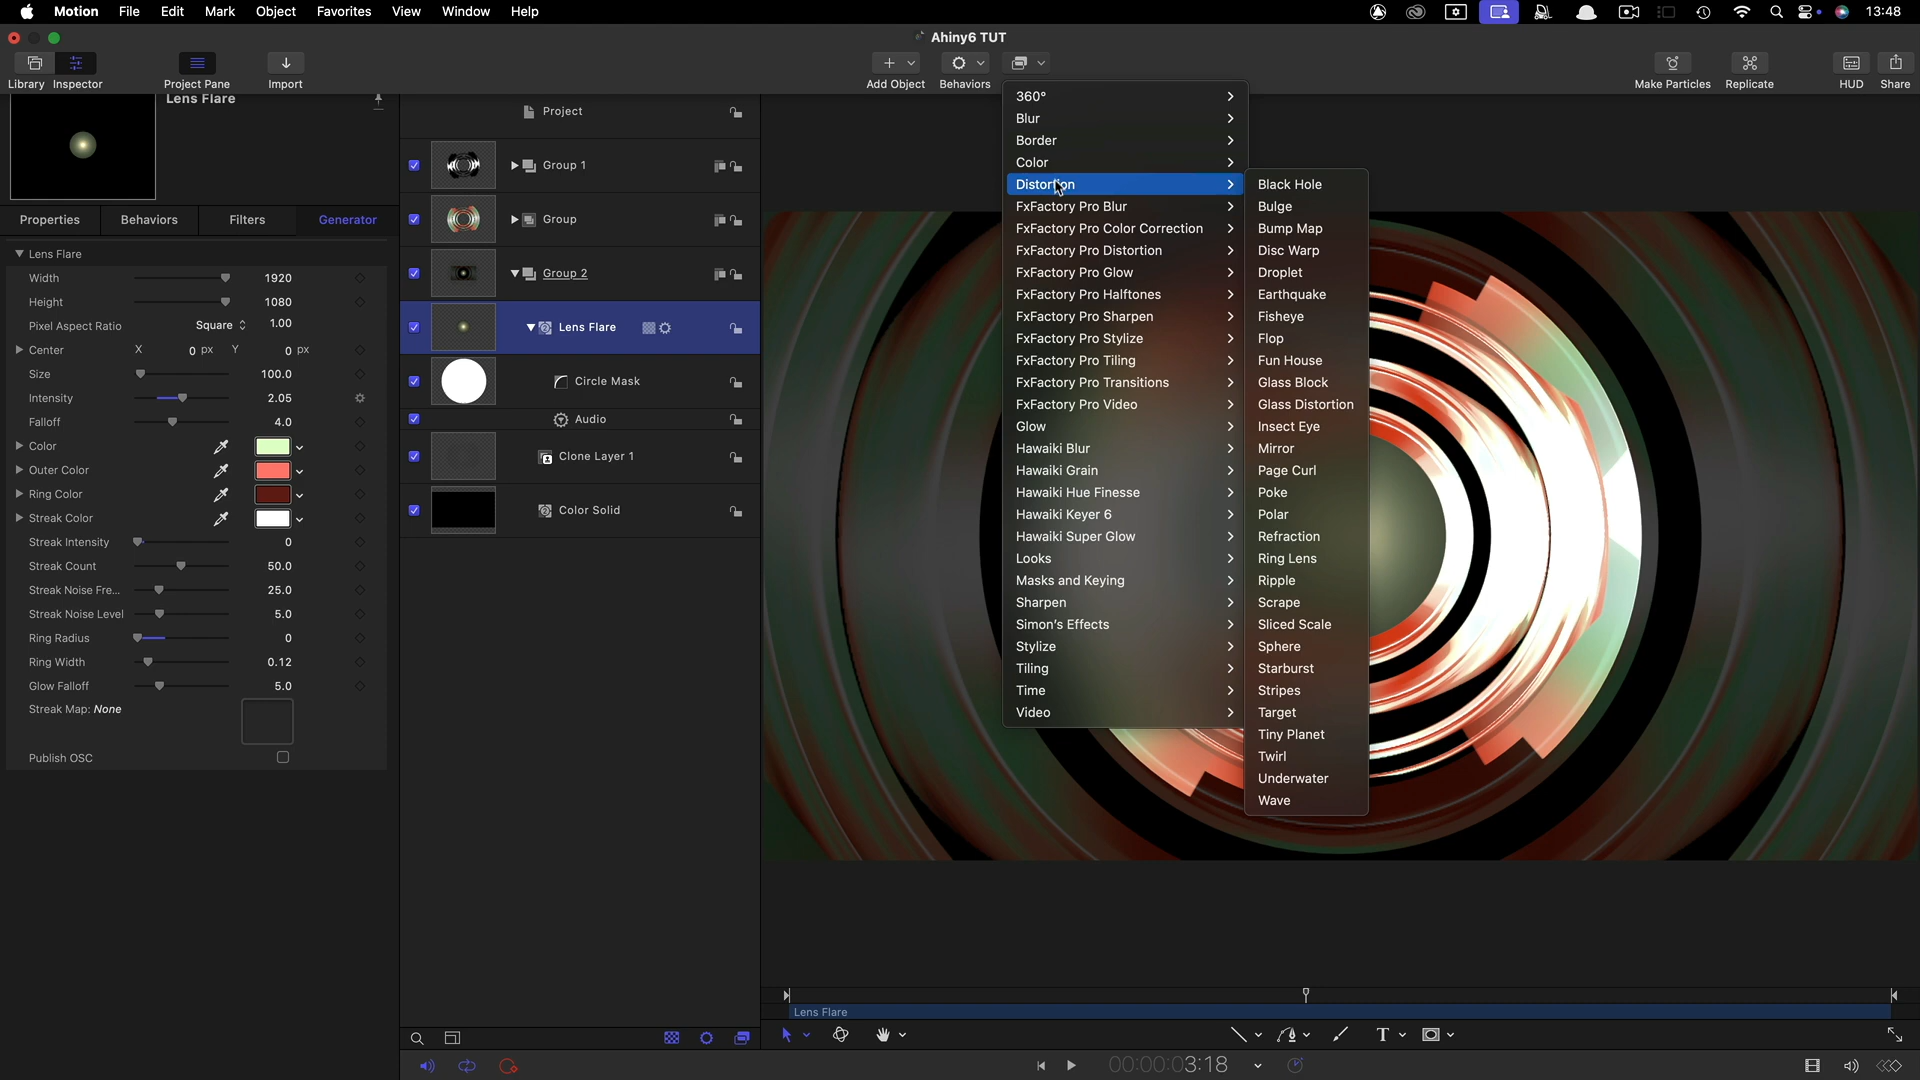 Motion File Edit Mark Object Favorites View Window Help 13:48
Ahiny6 TUT
Library Inspector Project Pane Import Add Object Behaviors Make Particles Replicate HUD Share
Lens Flare
Properties Behaviors Filters Generator
Lens Flare
Width 1920
Height 1080
Pixel Aspect Ratio Square 1.00
Center X 0 px Y 0 px
Size 100.0
Intensity 2.05
Falloff 4.0
Color
Outer Color
Ring Color
Streak Color
Streak Intensity 0
Streak Count 50.0
Streak Noise Fre... 25.0
Streak Noise Level 5.0
Ring Radius 0
Ring Width 0.12
Glow Falloff 5.0
Streak Map: None
Publish OSC
Project
Group 1
Group
Group 2
Lens Flare
Circle Mask
Audio
Clone Layer 1
Color Solid
360°
Blur
Border
Color
Distortion
FxFactory Pro Blur
FxFactory Pro Color Correction
FxFactory Pro Distortion
FxFactory Pro Glow
FxFactory Pro Halftones
FxFactory Pro Sharpen
FxFactory Pro Stylize
FxFactory Pro Tiling
FxFactory Pro Transitions
FxFactory Pro Video
Glow
Hawaiki Blur
Hawaiki Grain
Hawaiki Hue Finesse
Hawaiki Keyer 6
Hawaiki Super Glow
Looks
Masks and Keying
Sharpen
Simon's Effects
Stylize
Tiling
Time
Video
Black Hole
Bulge
Bump Map
Disc Warp
Droplet
Earthquake
Fisheye
Flop
Fun House
Glass Block
Glass Distortion
Insect Eye
Mirror
Page Curl
Poke
Polar
Refraction
Ring Lens
Ripple
Scrape
Sliced Scale
Sphere
Starburst
Stripes
Target
Tiny Planet
Twirl
Underwater
Wave
Lens Flare
T
00:00:03:18